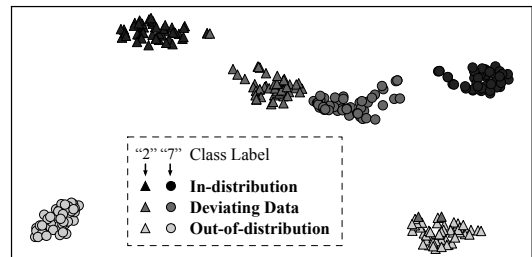 “2” “7” Class Label
In-distribution
Deviating Data
Out-of-distribution